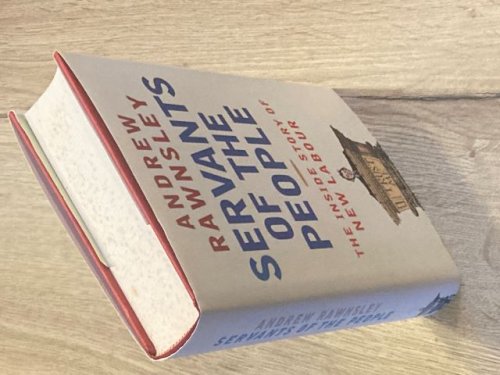 ANDREW
RAWNSLEY
SERVANTS
OF THE
PEOPLE
THE INSIDE STORY OF
NEW LABOUR
ANDREW RAWNSLEY
SERVANTS OF THE PEOPLE